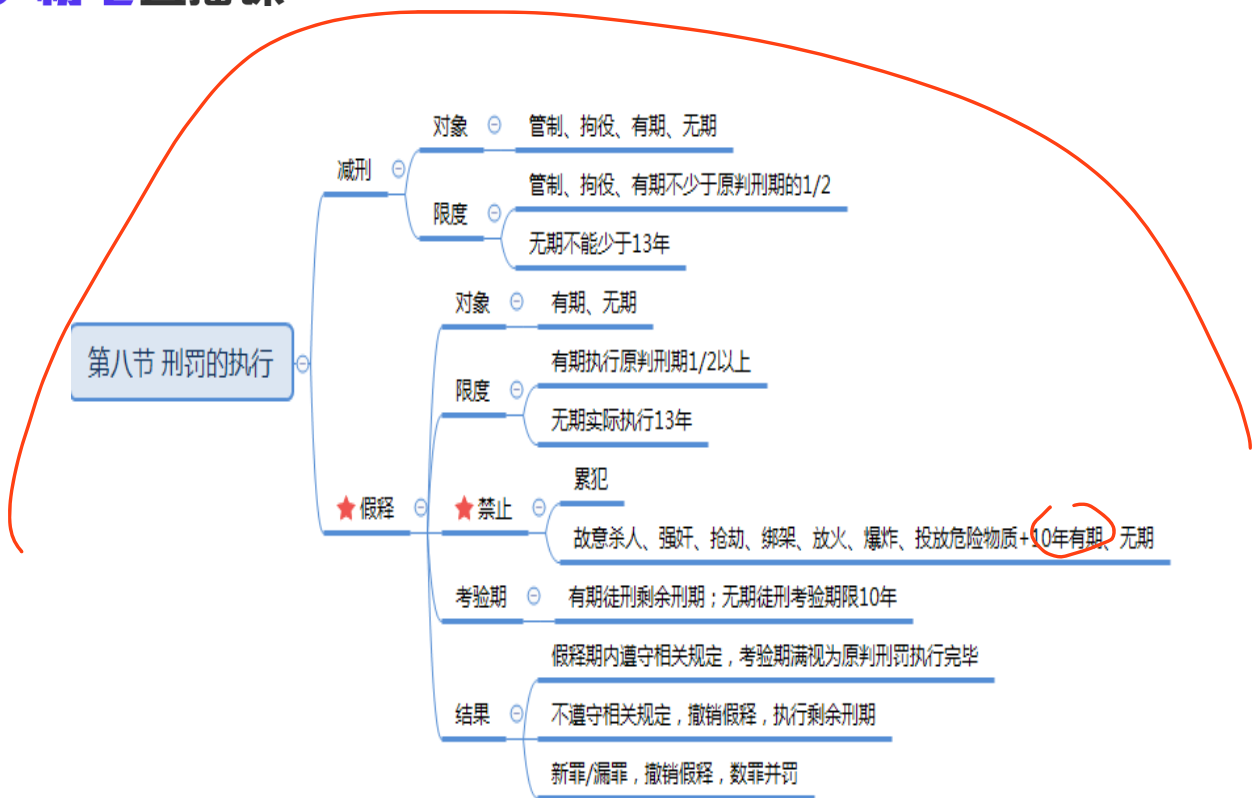 减刑
对象
管制、拘役、有期、无期
限度
管制、拘役、有期不少于原判刑期的1/2
无期不能少于13年
第八节 刑罚的执行
假释
对象
有期、无期
限度
有期执行原判刑期1/2以上
无期实际执行13年
禁止
累犯
故意杀人、强奸、抢劫、绑架、放火、爆炸、投放危险物质+10年有期、无期
考验期
有期徒刑剩余刑期；无期徒刑考验期限10年
结果
假释期内遵守相关规定，考验期满视为原判刑罚执行完毕
不遵守相关规定，撤销假释，执行剩余刑期
新罪/漏罪，撤销假释，数罪并罚